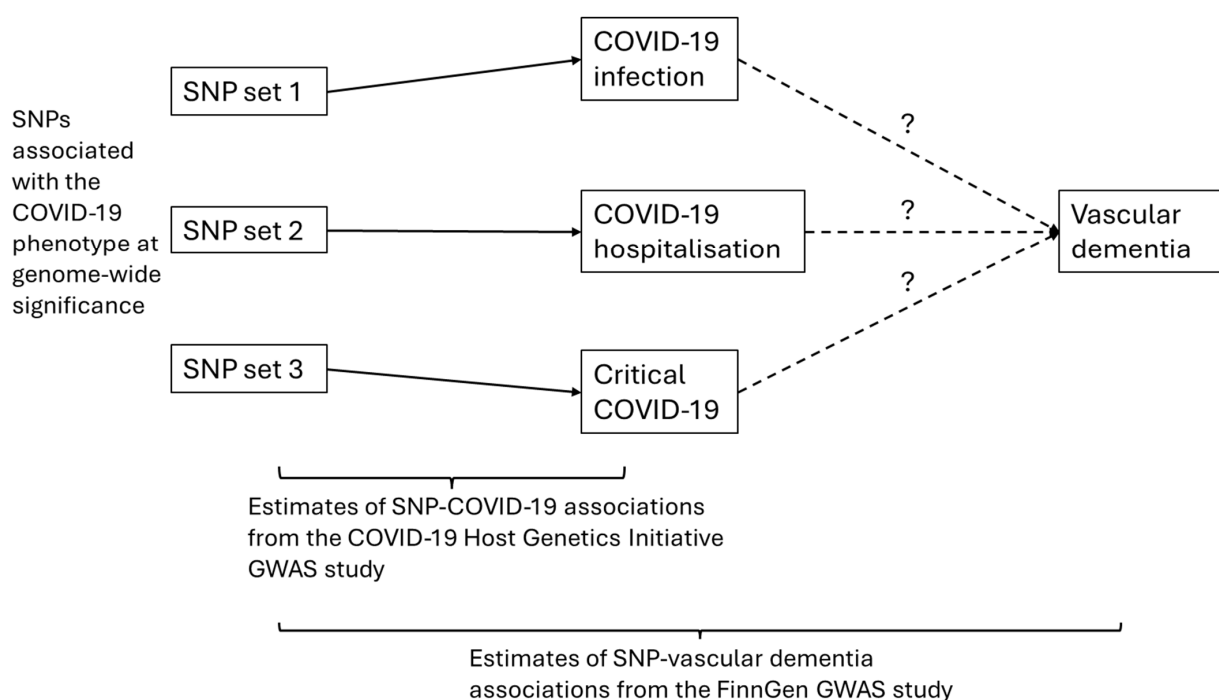 SNPs
associated
with the
COVID-19
phenotype at
genome-wide
significance
SNP set 1
SNP set 2
SNP set 3
COVID-19
infection
COVID-19
hospitalisation
Critical
COVID-19
?
?
?
Vascular
dementia
Estimates of SNP-COVID-19 associations
from the COVID-19 Host Genetics Initiative
GWAS study
Estimates of SNP-vascular dementia
associations from the FinnGen GWAS study